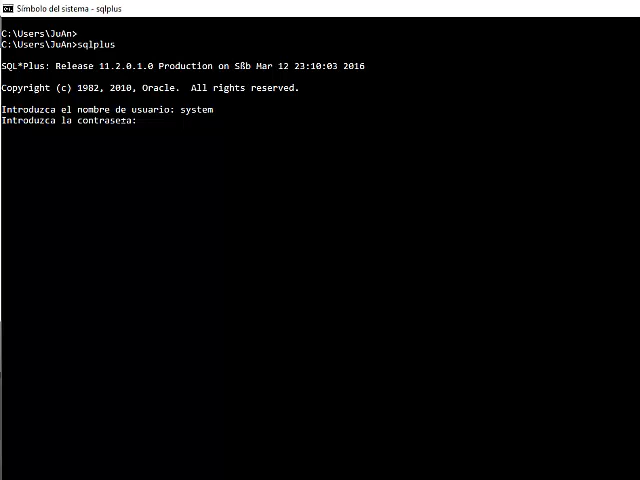 Símbolo del sistema - sqlplus
C:\Users\JuAn>
C:\Users\JuAn>sqlplus
SQL*Plus: Release 11.2.0.1.0 Production on Sßb Mar 12 23:10:03 2016
Copyright (c) 1982, 2010, Oracle.  All rights reserved.
Introduzca el nombre de usuario: system
Introduzca la contrase±a: